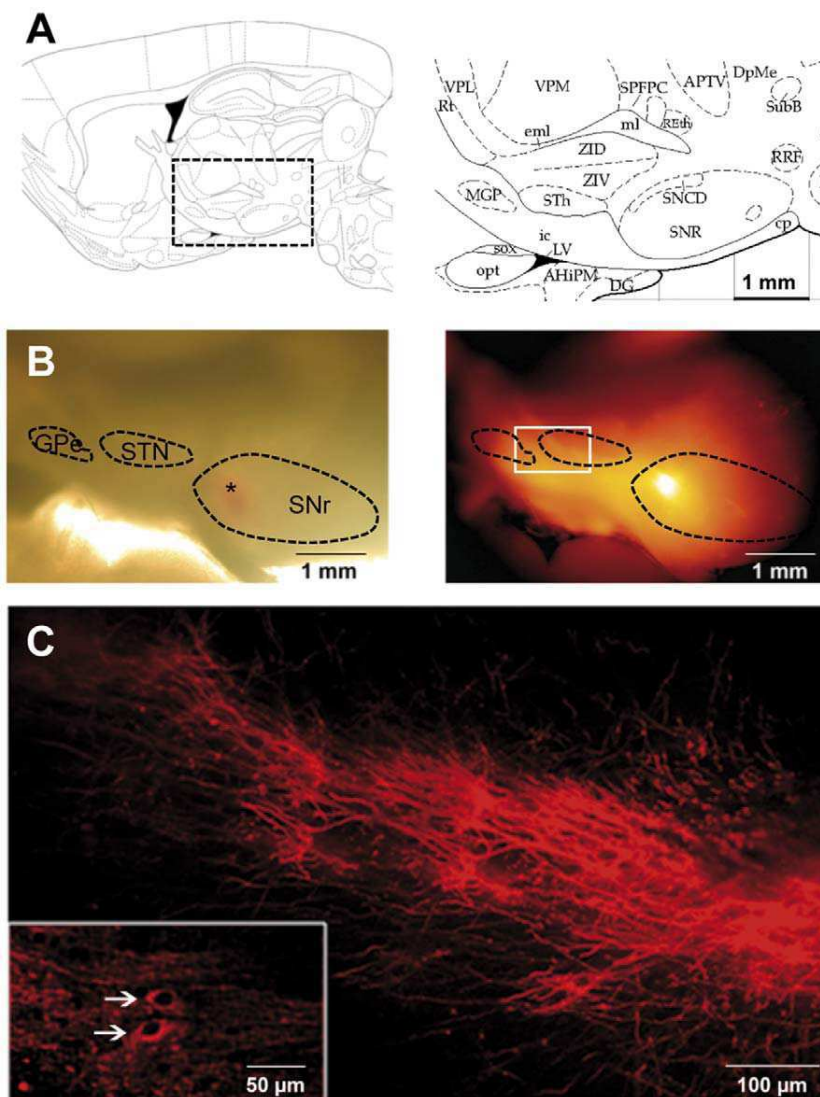 A
VPL
VPM
SPFPC
APTV
DpMe
Rt
SubB
eml
ml
REth
ZID
RRF
ZIV
MGP
STh
SNCD
SNR
cp
ic
LV
sox
opt
AHiPM
DG
1 mm
B
GPe
STN
*
SNr
1 mm
1 mm
C
50 µm
100 µm